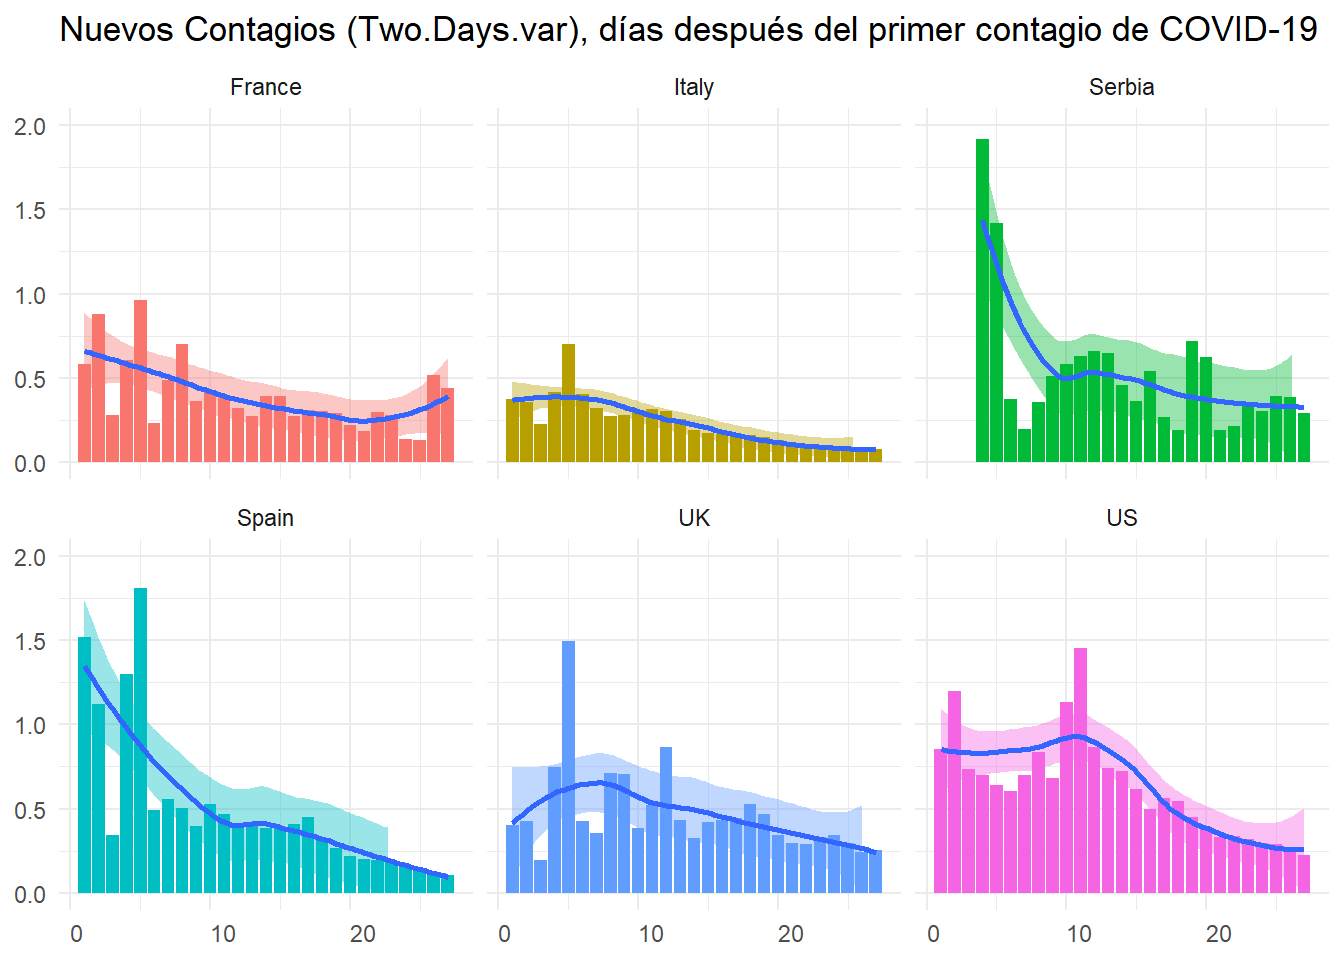 Nuevos Contagios (Two.Days.var), días después del primer contagio de COVID-19
France Italy Serbia
2.0
1.5
1.0
0.5
0.0
Spain UK US
2.0
1.5
1.0
0.5
0.0
0 10 20 0 10 20 0 10 20